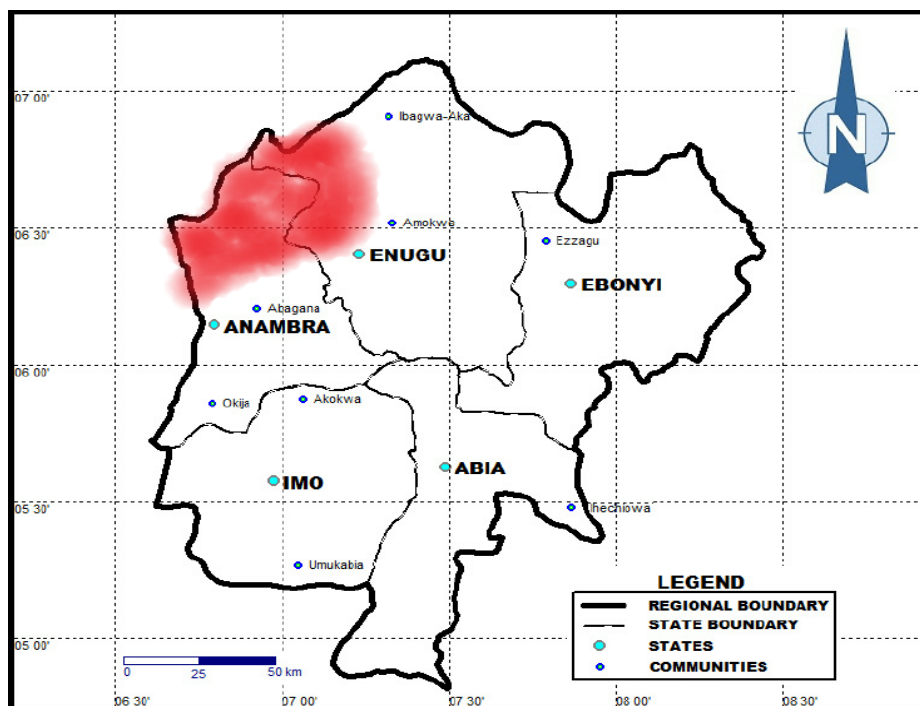 07 00'
Ibagwa-Aka
N
06 30'
Amokwe
Ezzagu
ENUGU
EBONYI
Abagana
ANAMBRA
06 00'
Okija
Akokwa
ABIA
IMO
05 30'
Ihechiowa
Umukabia
LEGEND
REGIONAL BOUNDARY
STATE BOUNDARY
STATES
COMMUNITIES
05 00'
0 25 50 km
06 30' 07 00' 07 30' 08 00' 08 30'